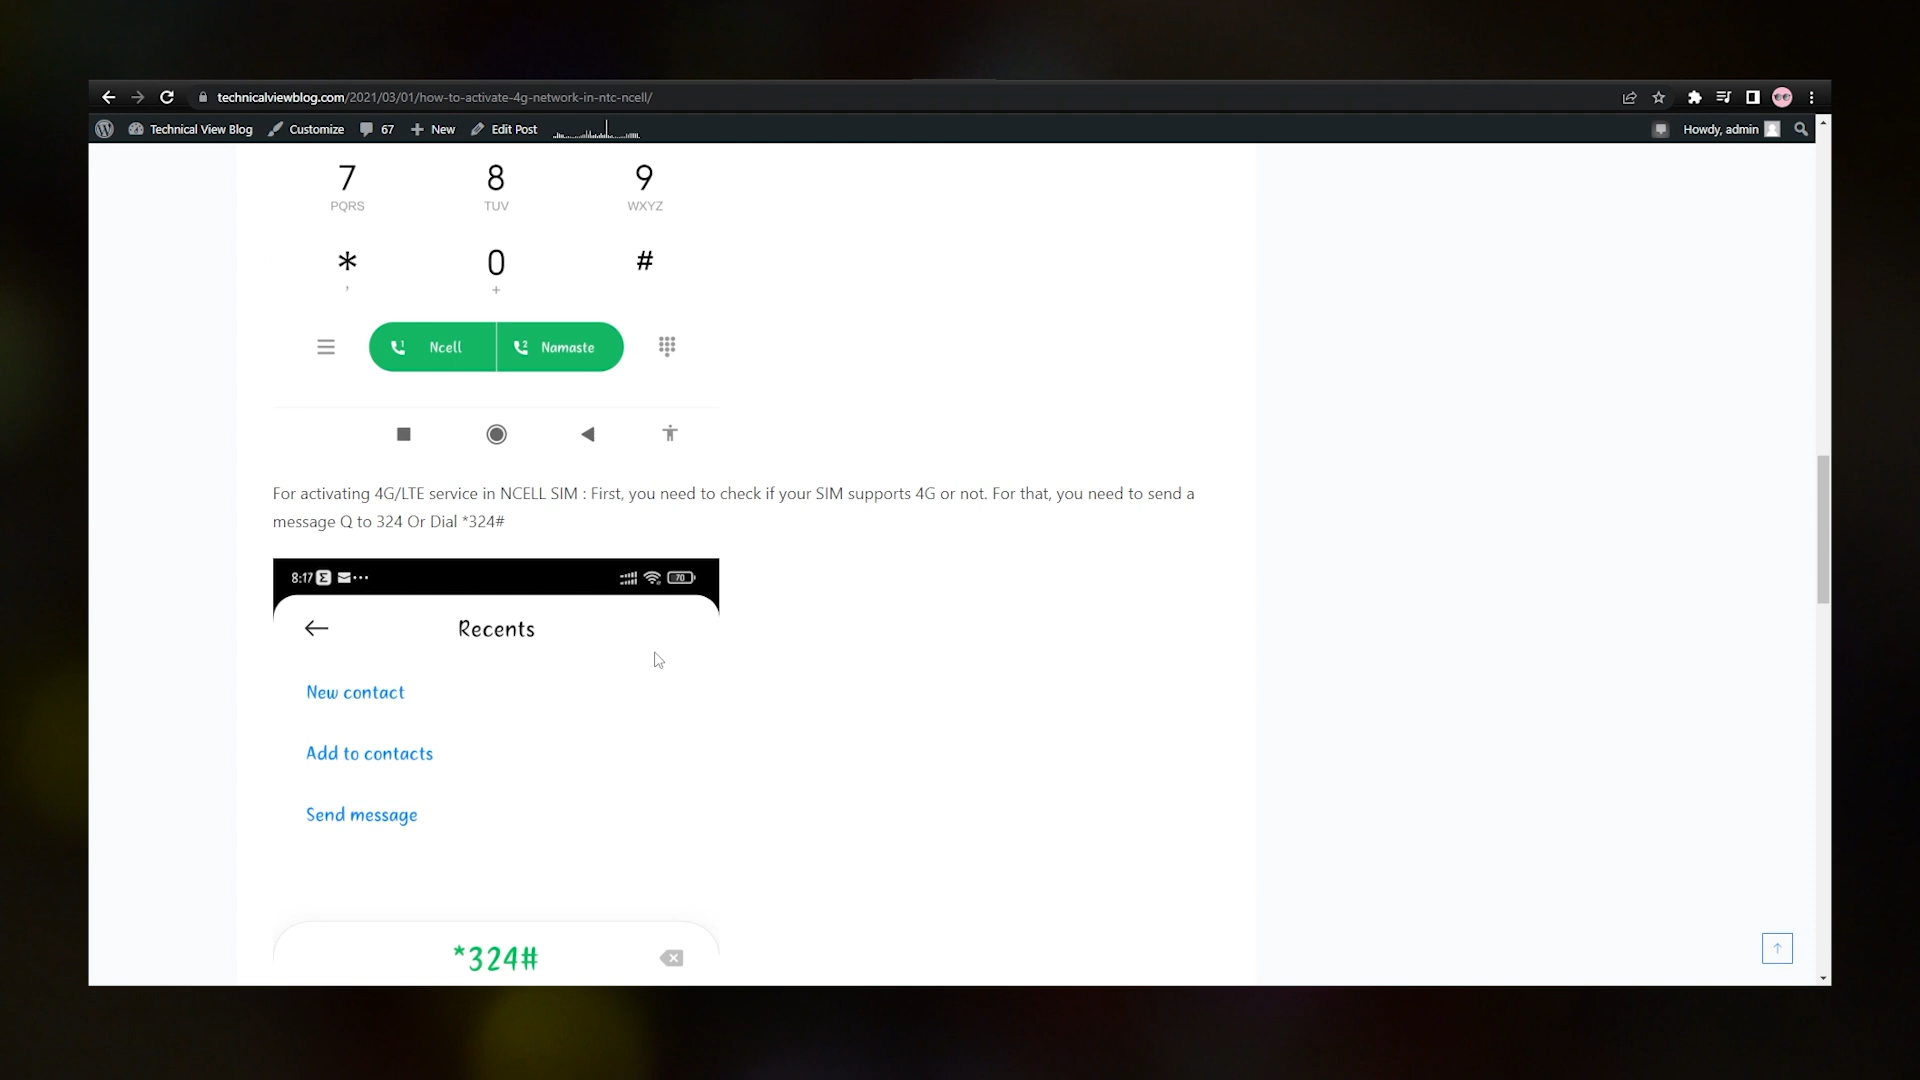 technicalviewblog.com/2021/03/01/how-to-activate-4g-network-in-ntc-ncell/
Technical View Blog Customize 67 New Edit Post Howdy, admin
7 8 9
PQRS TUV WXYZ
* 0 #
, +
1 Ncell 2 Namaste
For activating 4G/LTE service in NCELL SIM : First, you need to check if your SIM supports 4G or not. For that, you need to send a
message Q to 324 Or Dial *324#
8:17 Σ ··· 70
Recents
New contact
Add to contacts
Send message
*324#